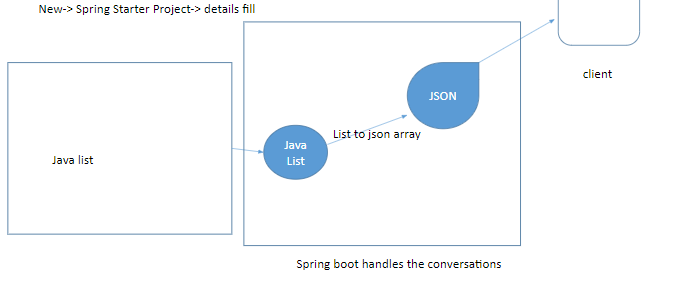 New-> Spring Starter Project-> details fill
client
JSON
List to json array
Java
List
Java list
Spring boot handles the conversations